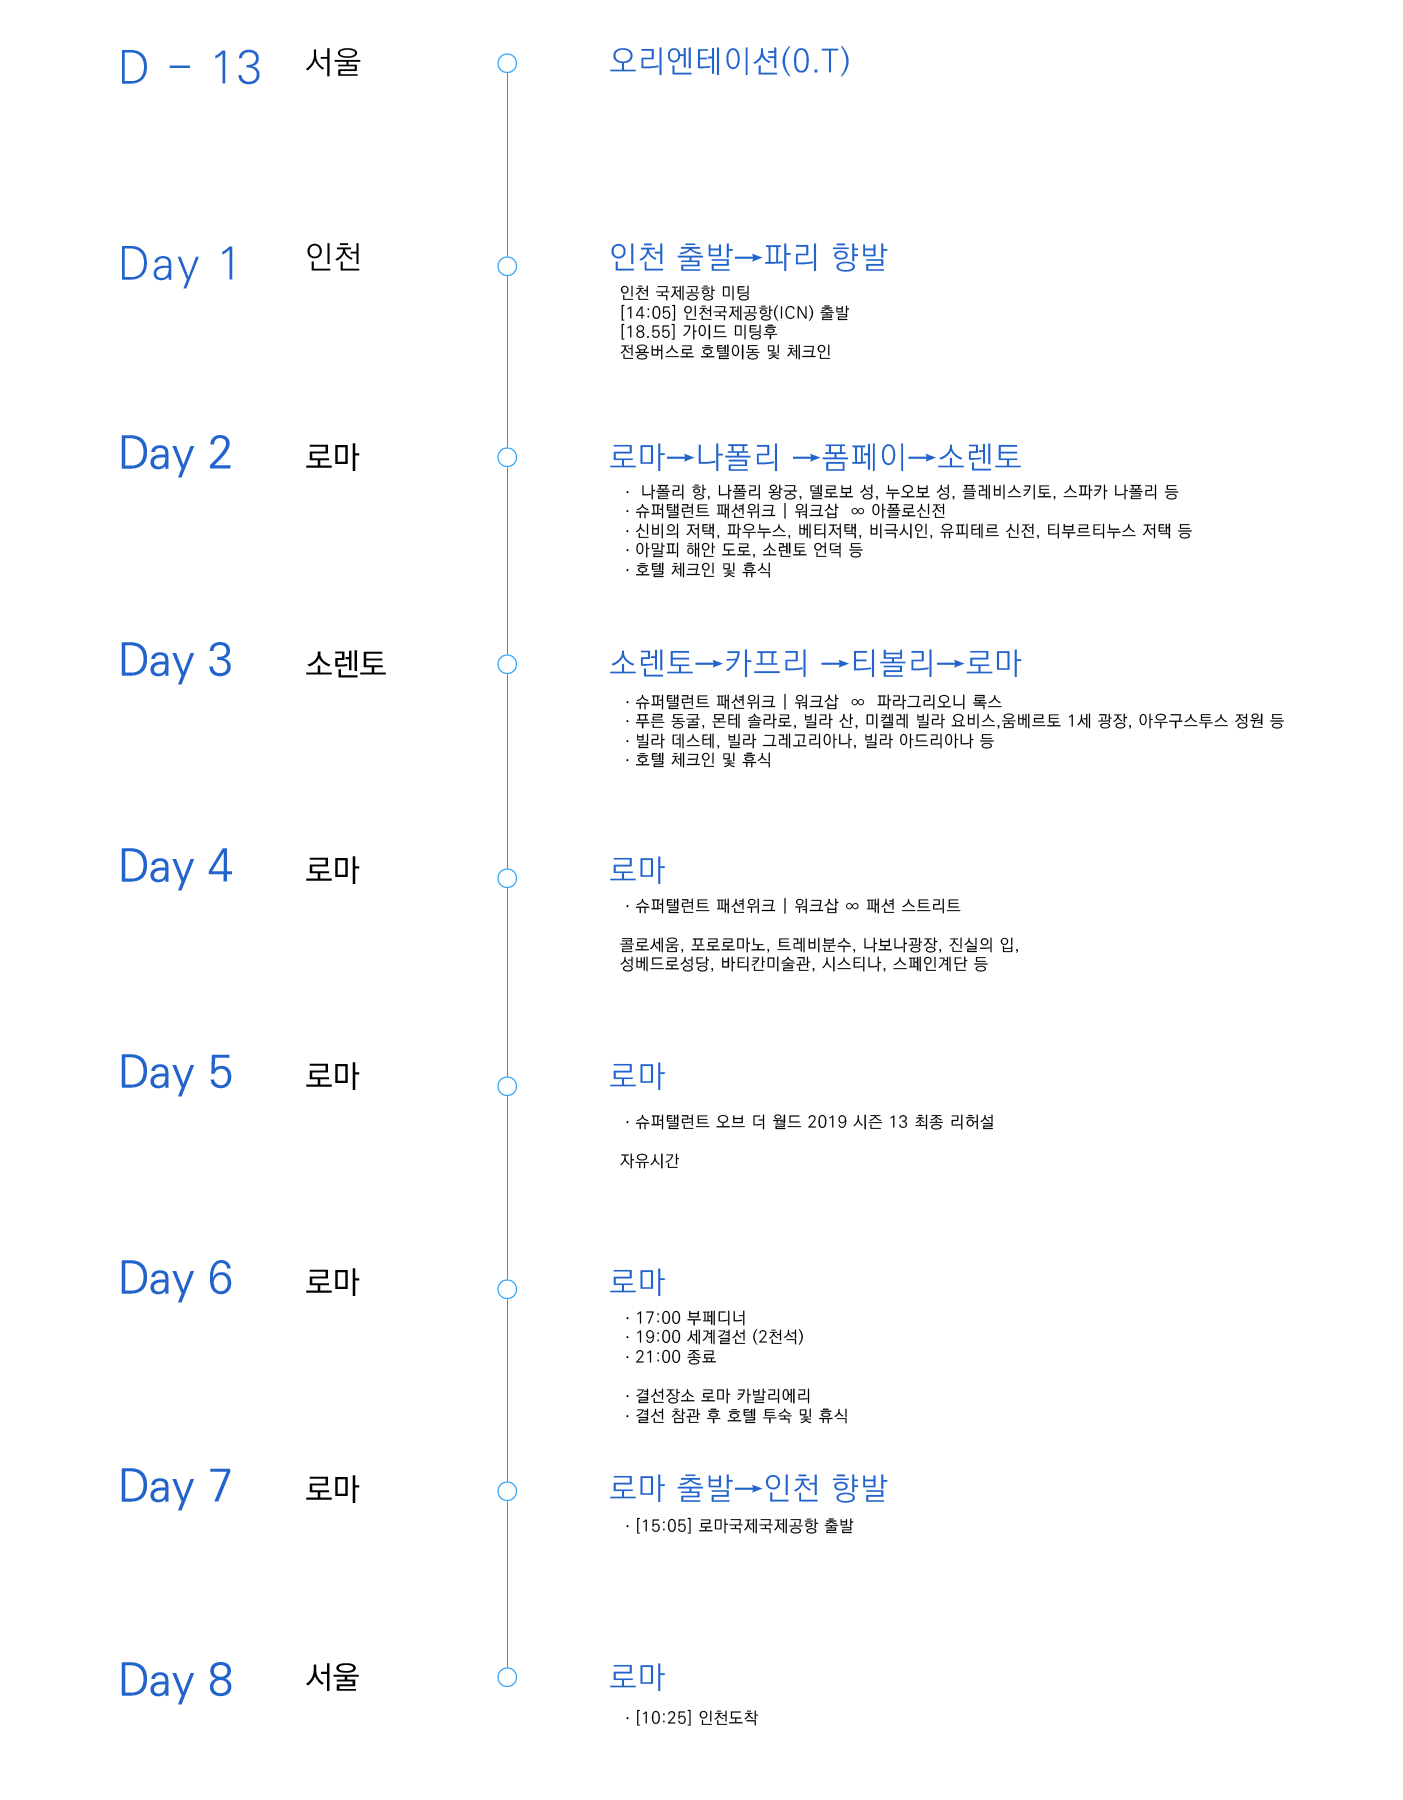 D - 13 서울 오리엔테이션(O.T)
Day 1 인천 인천 출발→파리 향발
인천 국제공항 미팅
[14:05] 인천국제공항(ICN) 출발
[18.55] 가이드 미팅후
전용버스로 호텔이동 및 체크인
Day 2 로마 로마→나폴리 →폼페이→소렌토
· 나폴리 항, 나폴리 왕궁, 델로보 성, 누오보 성, 플레비스키토, 스파카 나폴리 등
· 슈퍼탤런트 패션위크 | 워크샵 ∞ 아폴로신전
· 신비의 저택, 파우누스, 베티저택, 비극시인, 유피테르 신전, 티부르티누스 저택 등
· 아말피 해안 도로, 소렌토 언덕 등
· 호텔 체크인 및 휴식
Day 3 소렌토 소렌토→카프리 →티볼리→로마
· 슈퍼탤런트 패션위크 | 워크샵 ∞ 파라그리오니 록스
· 푸른 동굴, 몬테 솔라로, 빌라 산, 미켈레 빌라 요비스,움베르토 1세 광장, 아우구스투스 정원 등
· 빌라 데스테, 빌라 그레고리아나, 빌라 아드리아나 등
· 호텔 체크인 및 휴식
Day 4 로마 로마
· 슈퍼탤런트 패션위크 | 워크샵 ∞ 패션 스트리트
콜로세움, 포로로마노, 트레비분수, 나보나광장, 진실의 입,
성베드로성당, 바티칸미술관, 시스티나, 스페인계단 등
Day 5 로마 로마
· 슈퍼탤런트 오브 더 월드 2019 시즌 13 최종 리허설
자유시간
Day 6 로마 로마
· 17:00 부페디너
· 19:00 세계결선 (2천석)
· 21:00 종료
· 결선장소 로마 카발리에리
· 결선 참관 후 호텔 투숙 및 휴식
Day 7 로마 로마 출발→인천 향발
· [15:05] 로마국제국제공항 출발
Day 8 서울 로마
· [10:25] 인천도착